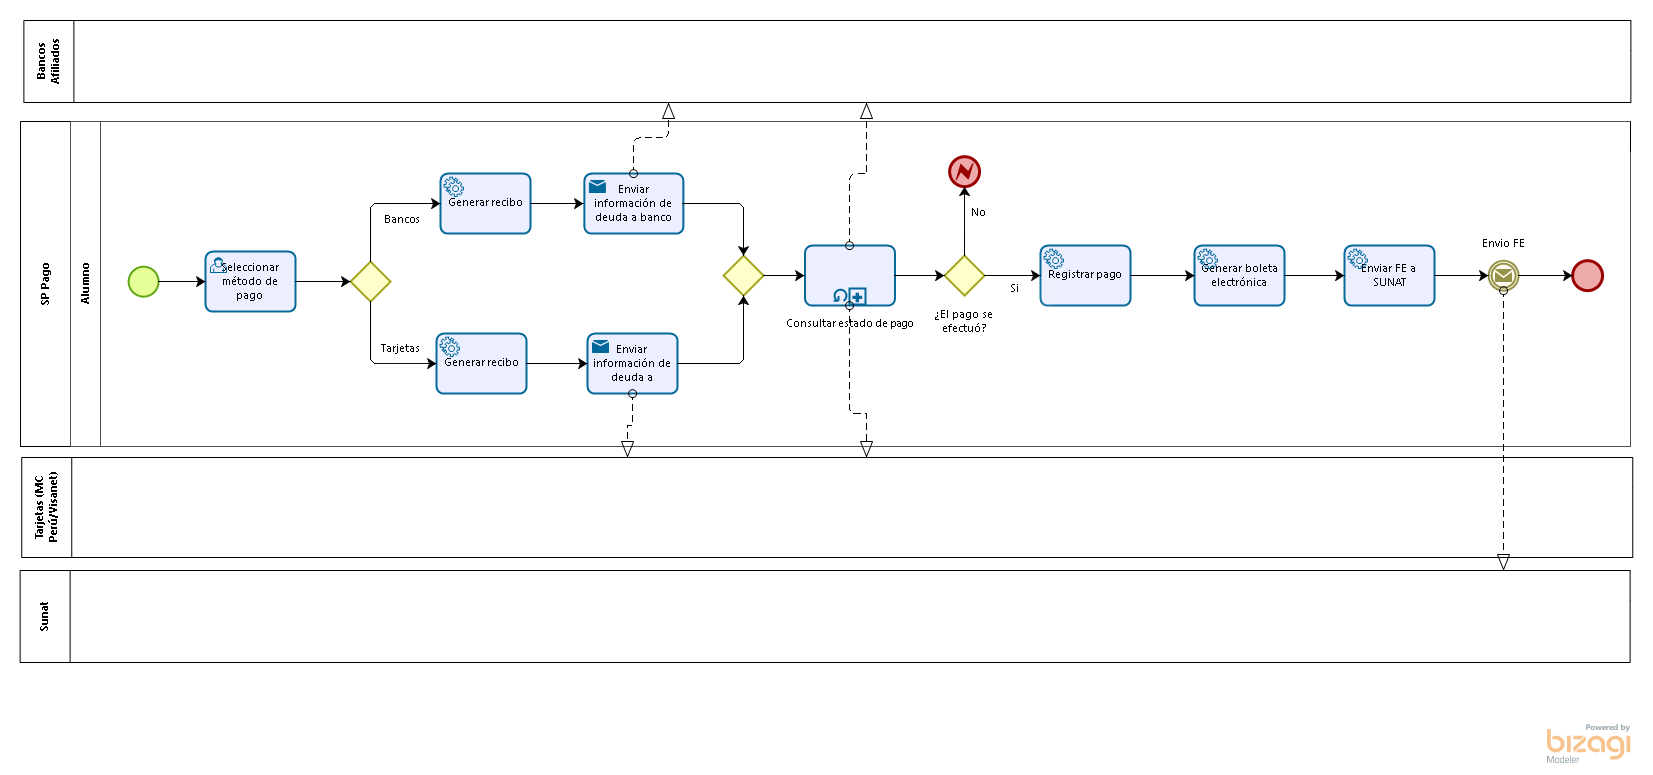 Bancos
Afiliados
SP Pago
Alumno
Seleccionar
método de
pago
Bancos
Generar recibo
Enviar
información de
deuda a banco
Tarjetas
Generar recibo
Enviar
información de
deuda a
Consultar estado de pago
No
Si
¿El pago se
efectuó?
Registrar pago
Generar boleta
electrónica
Enviar FE a
SUNAT
Envio FE
Tarjetas (MC
Perú/Visanet)
Sunat
Powered by
bizagi
Modeler